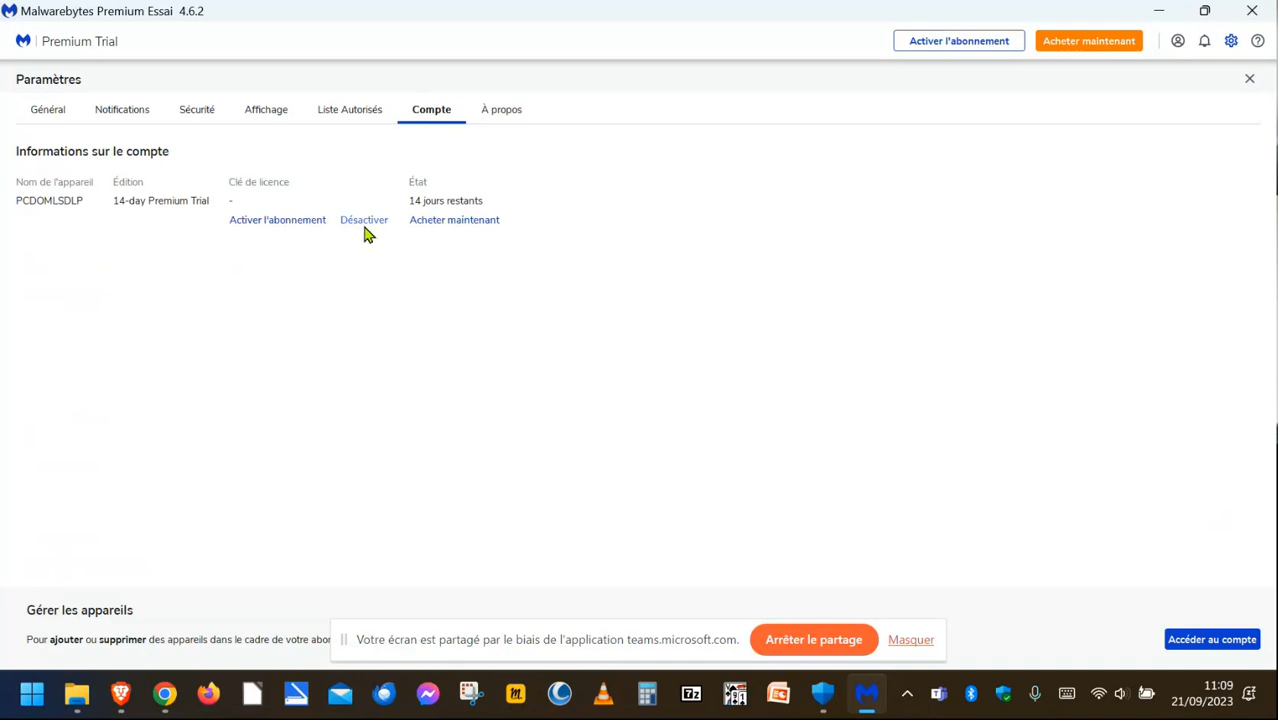 Malwarebytes Premium Essai 4.6.2
Premium Trial
Activer l'abonnement
Acheter maintenant
Paramètres
Général Notifications Sécurité Affichage Liste Autorisés Compte À propos
Informations sur le compte
Nom de l'appareil Édition Clé de licence État
PCDOMLSDLP 14-day Premium Trial - 14 jours restants
Activer l'abonnement Désactiver Acheter maintenant
Gérer les appareils
Pour ajouter ou supprimer des appareils dans le cadre de votre abon
Votre écran est partagé par le biais de l'application teams.microsoft.com. Arrêter le partage Masquer
Accéder au compte
11:09
21/09/2023